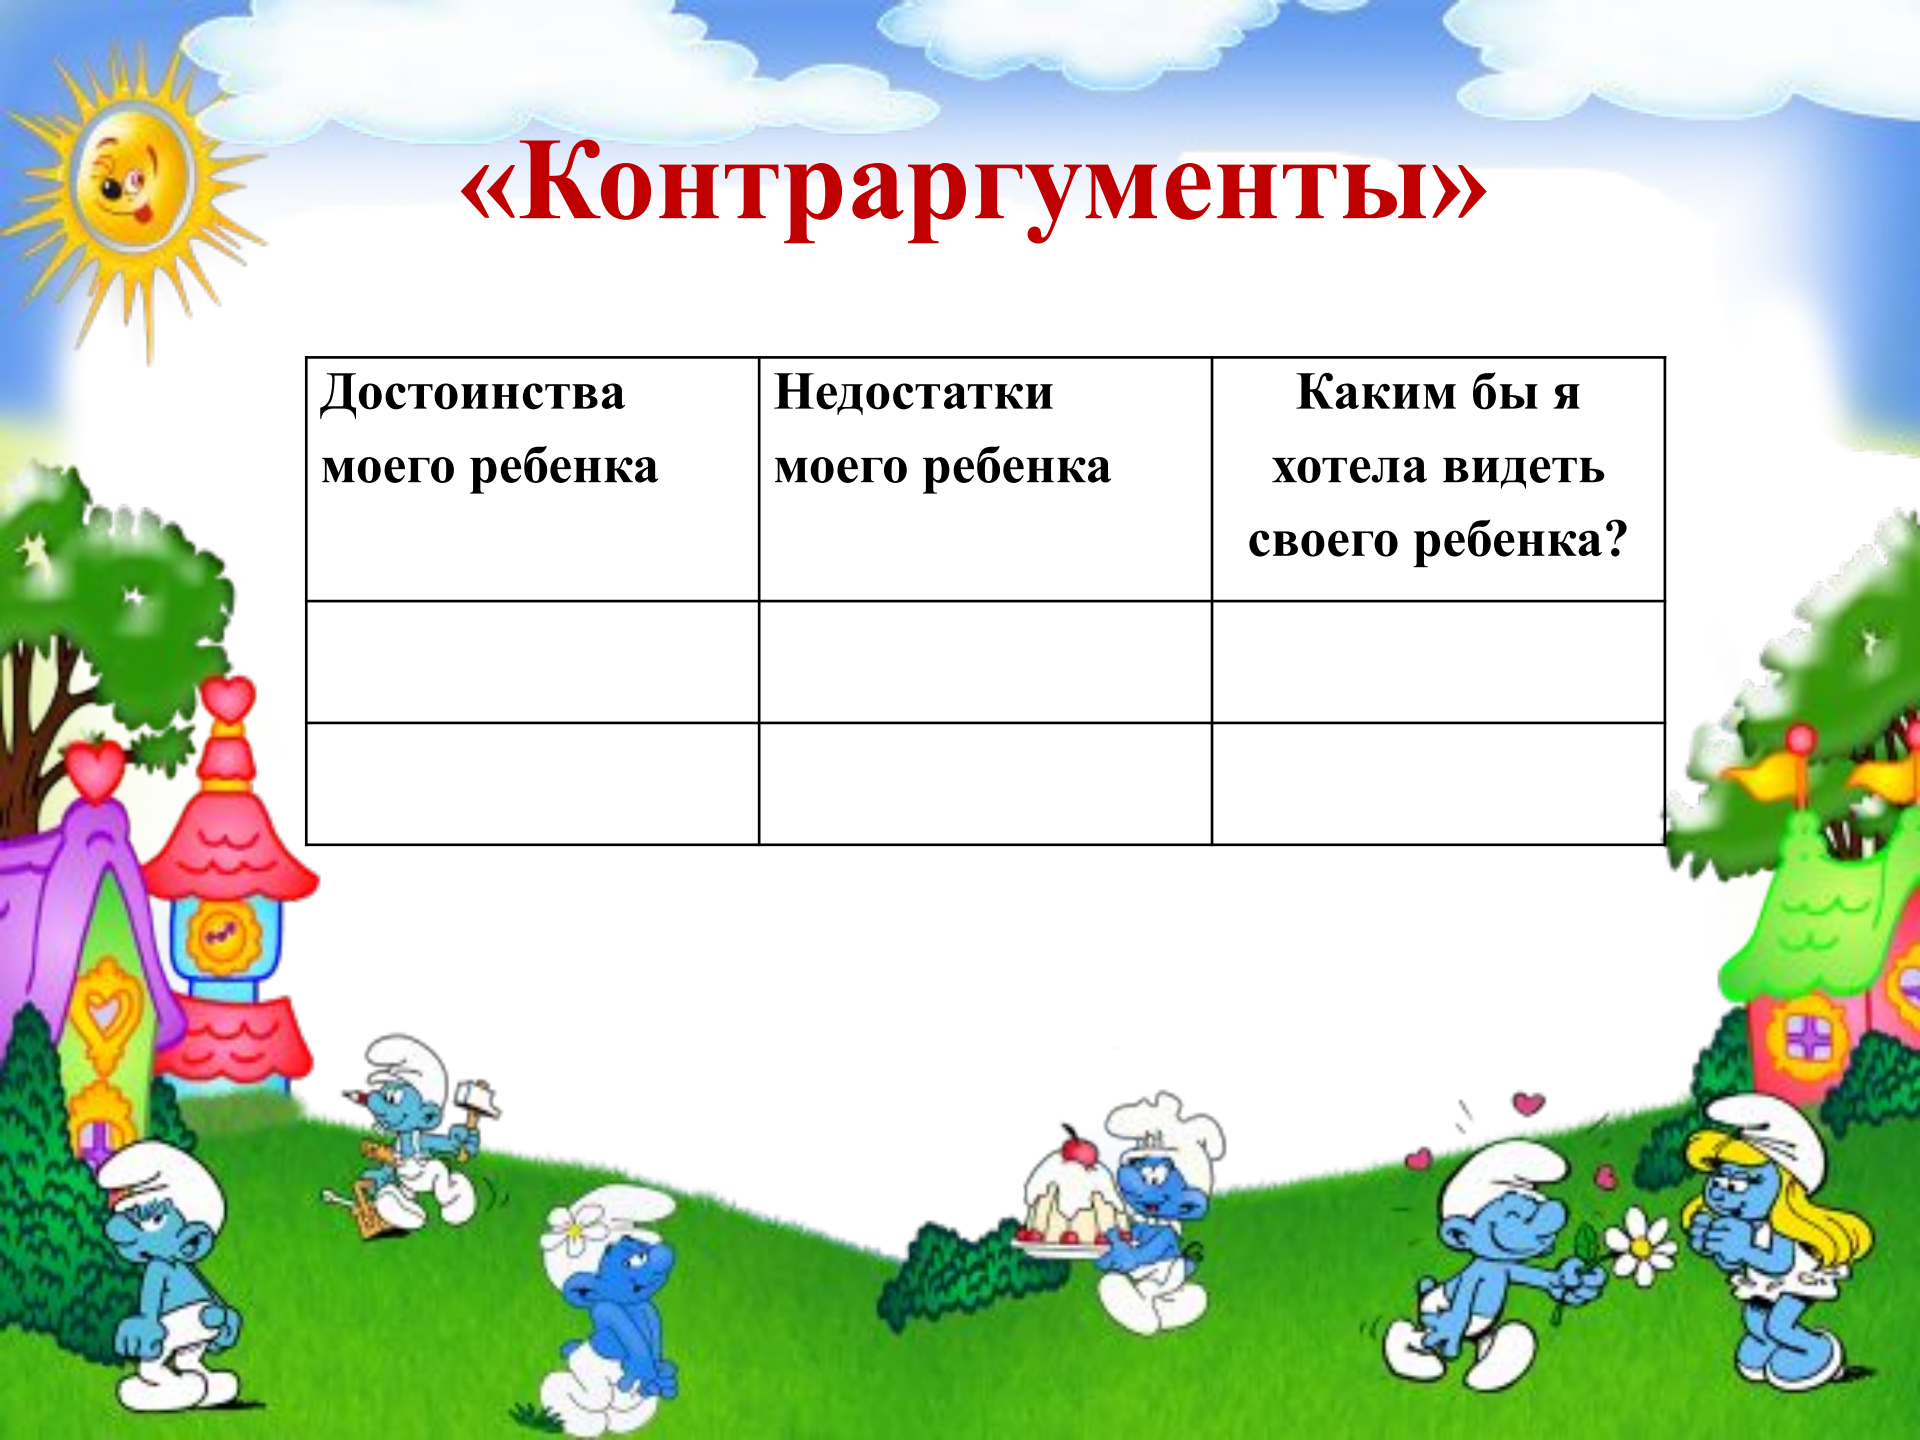 «Контраргументы»
Достоинства
моего ребенка
Недостатки
моего ребенка
Каким бы я
хотела видеть
своего ребенка?